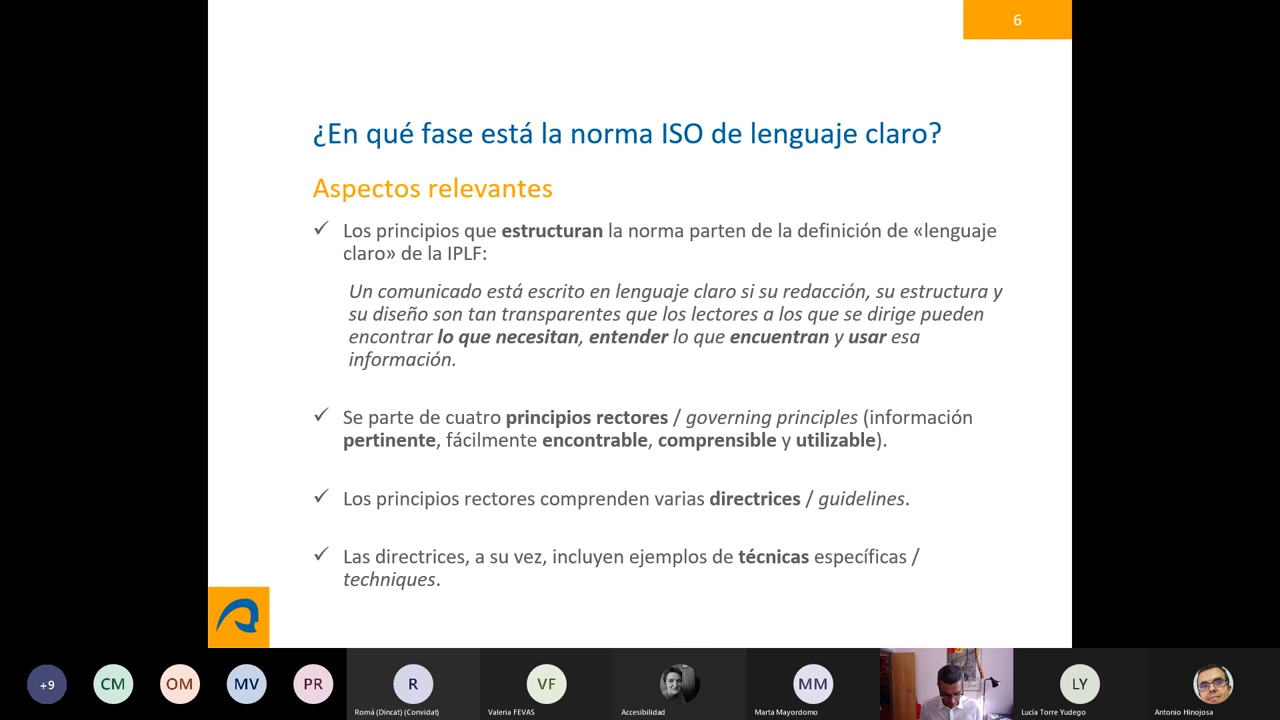 6
¿En qué fase está la norma ISO de lenguaje claro?
Aspectos relevantes
✓ Los principios que estructuran la norma parten de la definición de «lenguaje
claro» de la IPLF:
Un comunicado está escrito en lenguaje claro si su redacción, su estructura y
su diseño son tan transparentes que los lectores a los que se dirige pueden
encontrar lo que necesitan, entender lo que encuentran y usar esa
información.
✓ Se parte de cuatro principios rectores / governing principles (información
pertinente, fácilmente encontrable, comprensible y utilizable).
✓ Los principios rectores comprenden varias directrices / guidelines.
✓ Las directrices, a su vez, incluyen ejemplos de técnicas específicas /
techniques.
+9 CM OM MV PR R VF MM LY
Romà (Dincat) (Convidat) Valeria FEVAS Accesibilidad Marta Mayordomo Lucía Torre Yudego Antonio Hinojosa